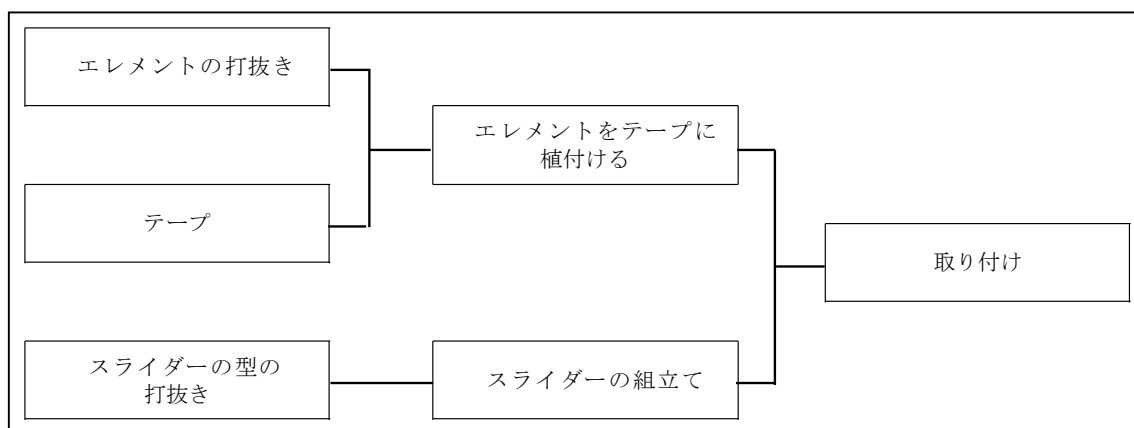 エレメントの打抜き
テープ
エレメントをテープに
植付ける
取り付け
スライダーの型の
打抜き
スライダーの組立て